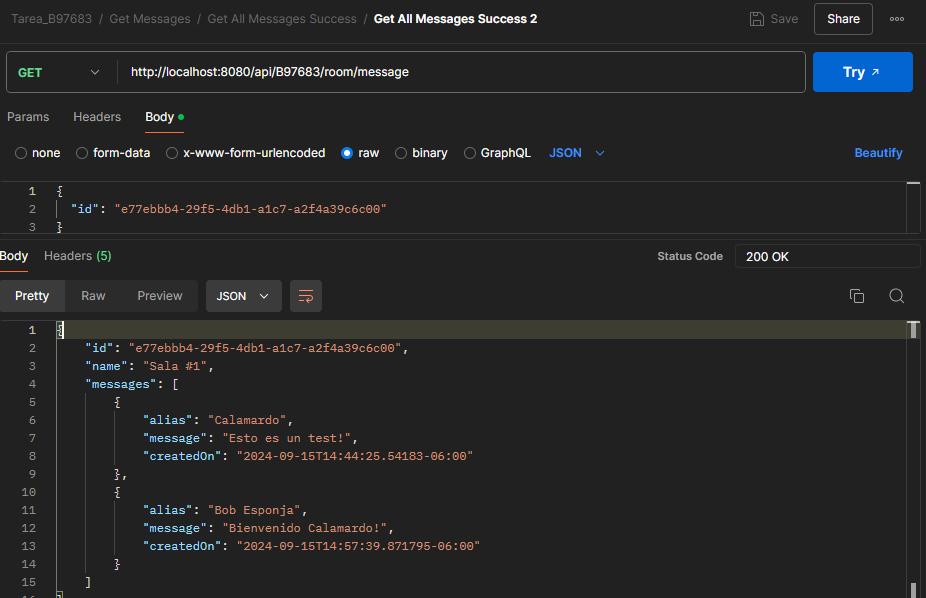 Tarea_B97683 / Get Messages / Get All Messages Success / Get All Messages Success 2 Save Share
GET http://localhost:8080/api/B97683/room/message Try ↗
Params Headers Body
none form-data x-www-form-urlencoded raw binary GraphQL JSON Beautify
1 {
2 "id": "e77ebbb4-29f5-4db1-a1c7-a2f4a39c6c00"
3 }
Body Headers (5) Status Code 200 OK
Pretty Raw Preview JSON
1 {
2 "id": "e77ebbb4-29f5-4db1-a1c7-a2f4a39c6c00",
3 "name": "Sala #1",
4 "messages": [
5 {
6 "alias": "Calamardo",
7 "message": "Esto es un test!",
8 "createdOn": "2024-09-15T14:44:25.54183-06:00"
9 },
10 {
11 "alias": "Bob Esponja",
12 "message": "Bienvenido Calamardo!",
13 "createdOn": "2024-09-15T14:57:39.871795-06:00"
14 }
15 ]